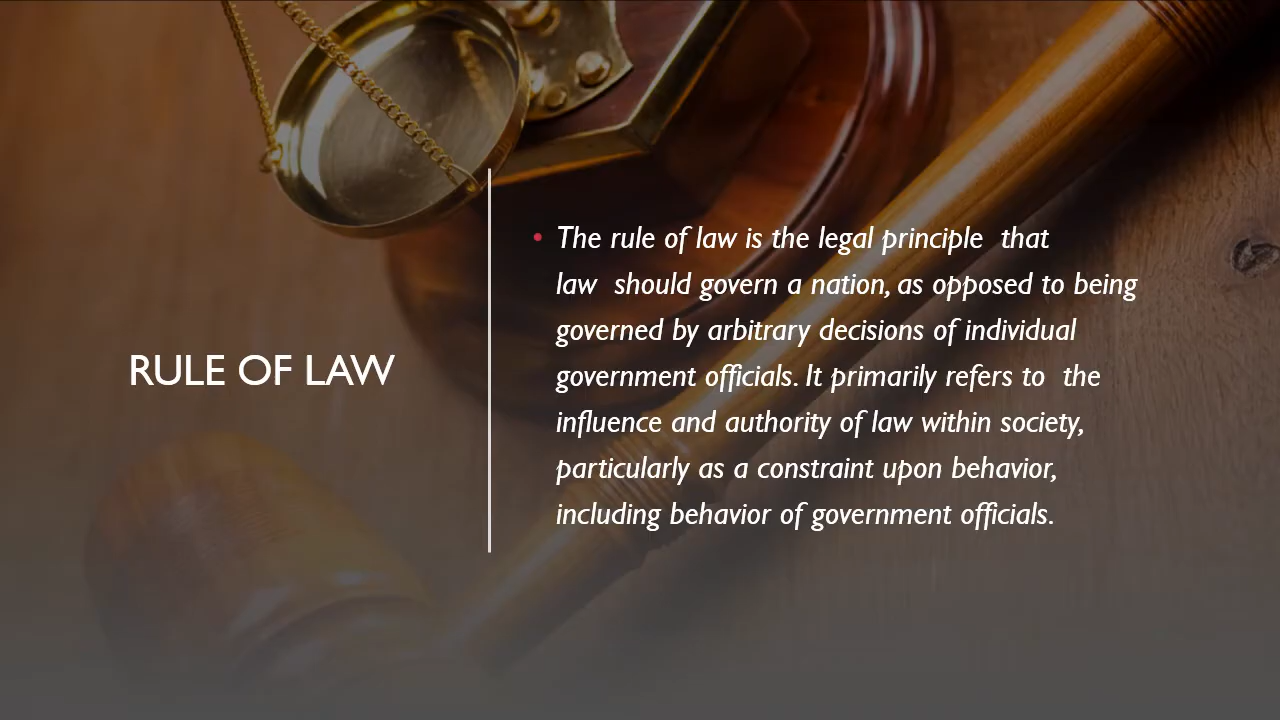 RULE OF LAW
• The rule of law is the legal principle  that
law  should govern a nation, as opposed to being
governed by arbitrary decisions of individual
government officials. It primarily refers to  the
influence and authority of law within society,
particularly as a constraint upon behavior,
including behavior of government officials.